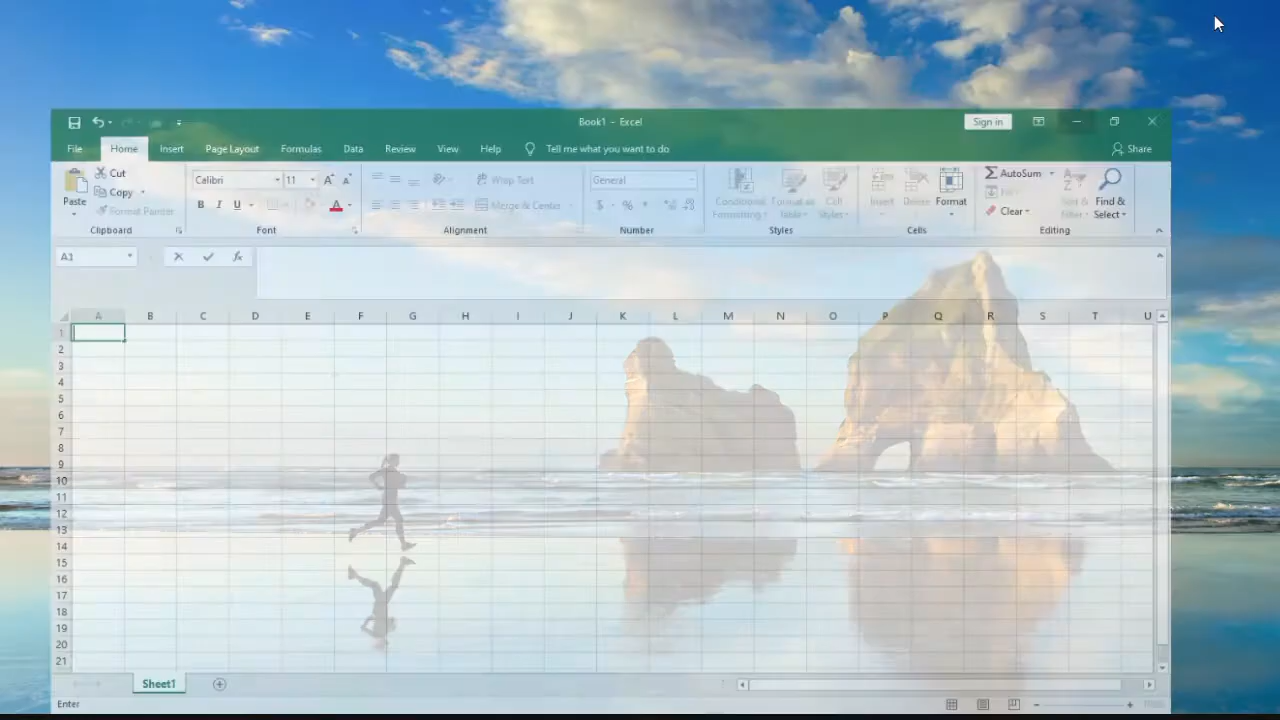 Book1 - Excel
Sign in
File Home Insert Page Layout Formulas Data Review View Help Tell me what you want to do Share
Paste
Cut
Copy
Format Painter
Clipboard
Calibri 11
B I U
Font
Wrap Text
Merge & Center
Alignment
General
$ % ,
Number
Conditional Formatting
Format as Table
Cell Styles
Styles
Insert Delete Format
Cells
AutoSum
Fill
Clear
Sort & Filter
Find & Select
Editing
A1
fx
A B C D E F G H I J K L M N O P Q R S T U
1
2
3
4
5
6
7
8
9
10
11
12
13
14
15
16
17
18
19
20
21
Sheet1
Enter